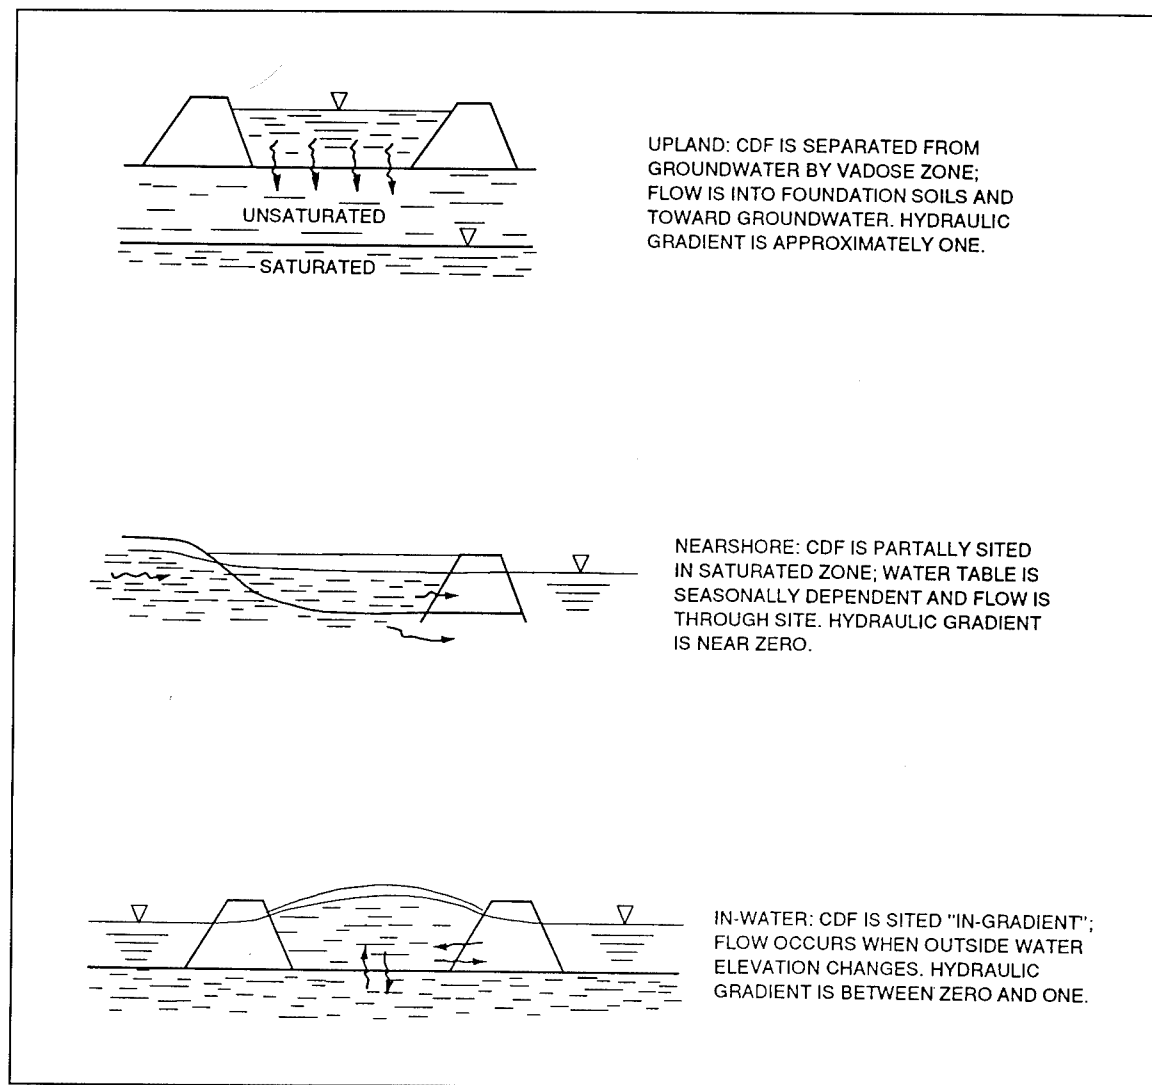 UPLAND: CDF IS SEPARATED FROM
GROUNDWATER BY VADOSE ZONE;
FLOW IS INTO FOUNDATION SOILS AND
TOWARD GROUNDWATER. HYDRAULIC
GRADIENT IS APPROXIMATELY ONE.
UNSATURATED
SATURATED
NEARSHORE: CDF IS PARTALLY SITED
IN SATURATED ZONE; WATER TABLE IS
SEASONALLY DEPENDENT AND FLOW IS
THROUGH SITE. HYDRAULIC GRADIENT
IS NEAR ZERO.
IN-WATER: CDF IS SITED "IN-GRADIENT";
FLOW OCCURS WHEN OUTSIDE WATER
ELEVATION CHANGES. HYDRAULIC
GRADIENT IS BETWEEN ZERO AND ONE.